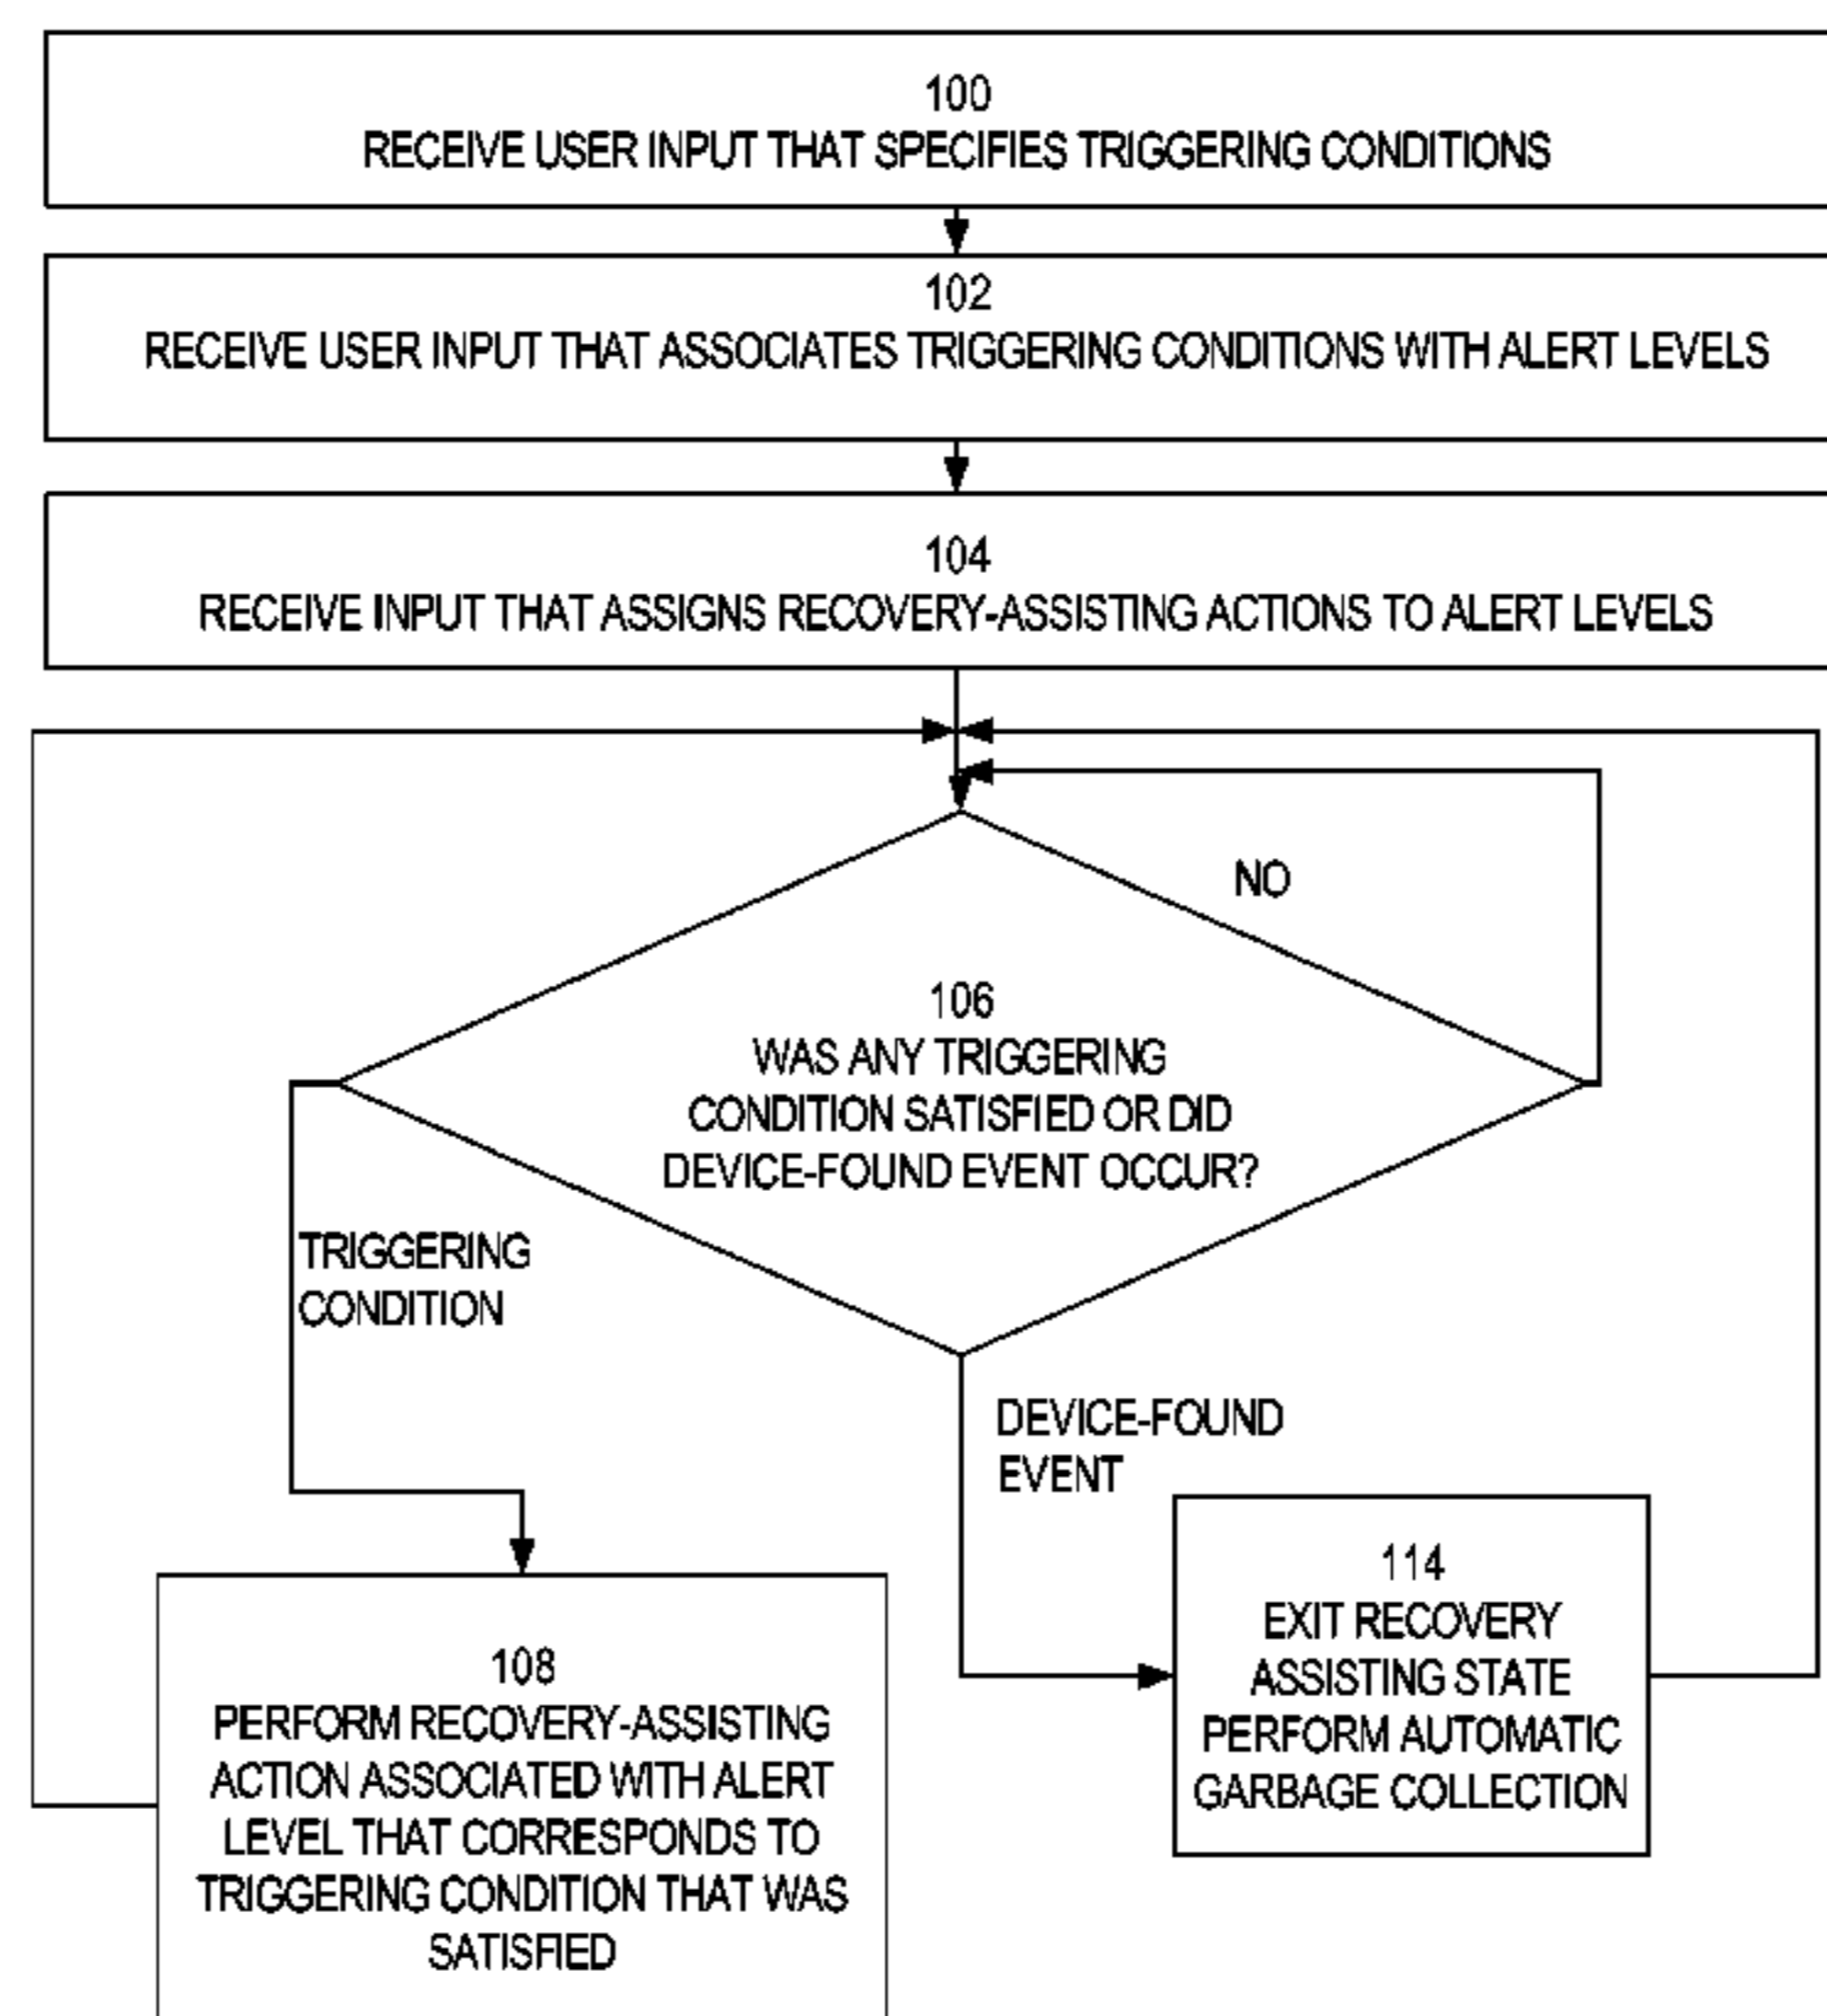 100
RECEIVE USER INPUT THAT SPECIFIES TRIGGERING CONDITIONS
102
RECEIVE USER INPUT THAT ASSOCIATES TRIGGERING CONDITIONS WITH ALERT LEVELS
104
RECEIVE INPUT THAT ASSIGNS RECOVERY-ASSISTING ACTIONS TO ALERT LEVELS
NO
106
WAS ANY TRIGGERING
CONDITION SATISFIED OR DID
DEVICE-FOUND EVENT OCCUR?
TRIGGERING
CONDITION
DEVICE-FOUND
EVENT
114
EXIT RECOVERY
ASSISTING STATE
PERFORM AUTOMATIC
GARBAGE COLLECTION
108
PERFORM RECOVERY-ASSISTING
ACTION ASSOCIATED WITH ALERT
LEVEL THAT CORRESPONDS TO
TRIGGERING CONDITION THAT WAS
SATISFIED